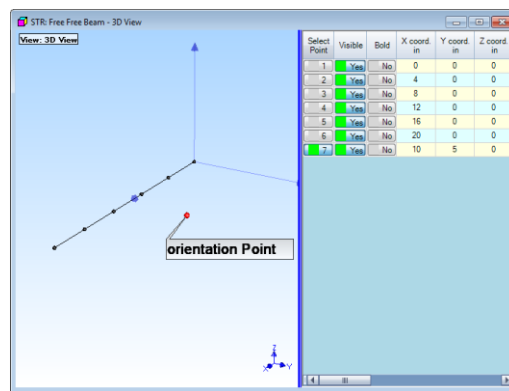 STR: Free Free Beam - 3D View
View: 3D View
Select Point Visible Bold X coord. in Y coord. in Z coord. in
1 Yes No 0 0 0
2 Yes No 4 0 0
3 Yes No 8 0 0
4 Yes No 12 0 0
5 Yes No 16 0 0
6 Yes No 20 0 0
7 Yes No 10 5 0
orientation Point
Z
X Y